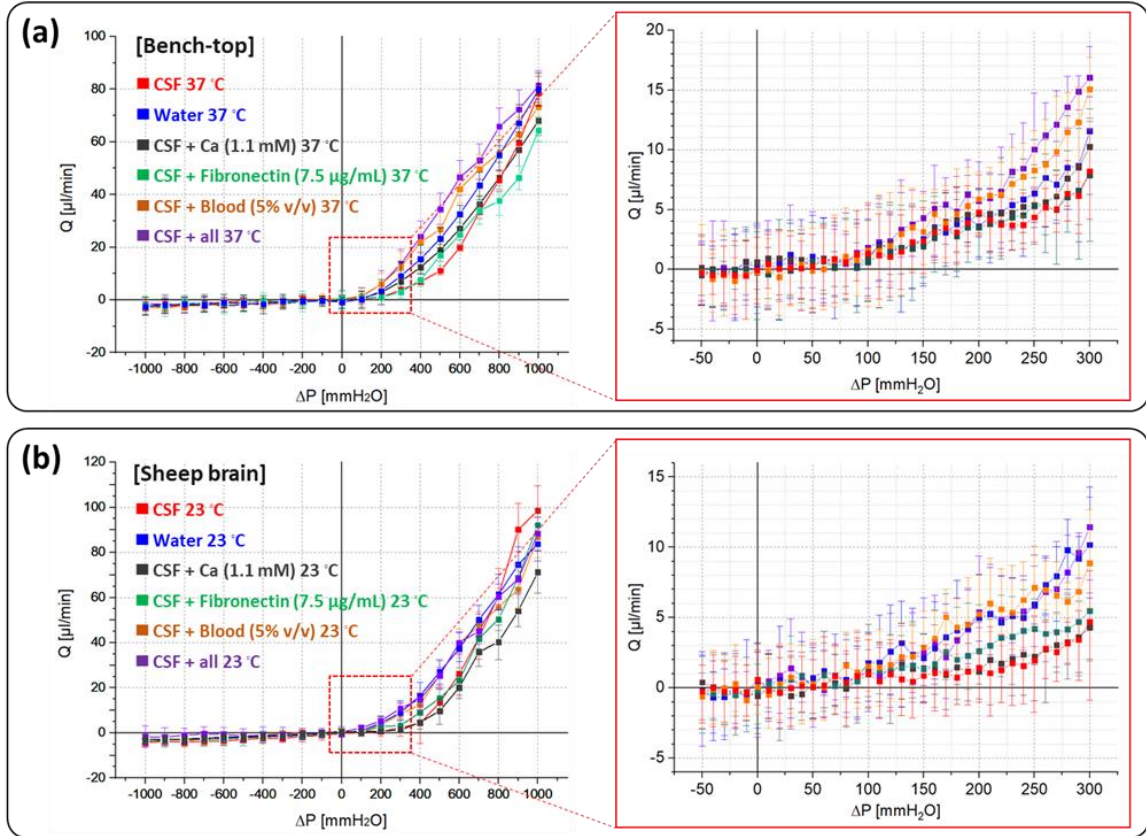 (a)
[Bench-top]
CSF 37 °C
Water 37 °C
CSF + Ca (1.1 mM) 37 °C
CSF + Fibronectin (7.5 µg/mL) 37 °C
CSF + Blood (5% v/v) 37 °C
CSF + all 37 °C
Q [µl/min]
100
80
60
40
20
0
-20
-1000 -800 -600 -400 -200 0 200 400 600 800 1000
ΔP [mmH2O]
Q [µl/min]
20
15
10
5
0
-5
-50 0 50 100 150 200 250 300
ΔP [mmH₂O]
(b)
[Sheep brain]
CSF 23 °C
Water 23 °C
CSF + Ca (1.1 mM) 23 °C
CSF + Fibronectin (7.5 µg/mL) 23 °C
CSF + Blood (5% v/v) 23 °C
CSF + all 23 °C
Q [µl/min]
120
100
80
60
40
20
0
-20
-1000 -800 -600 -400 -200 0 200 400 600 800 1000
ΔP [mmH2O]
Q [µl/min]
15
10
5
0
-5
-50 0 50 100 150 200 250 300
ΔP [mmH₂O]